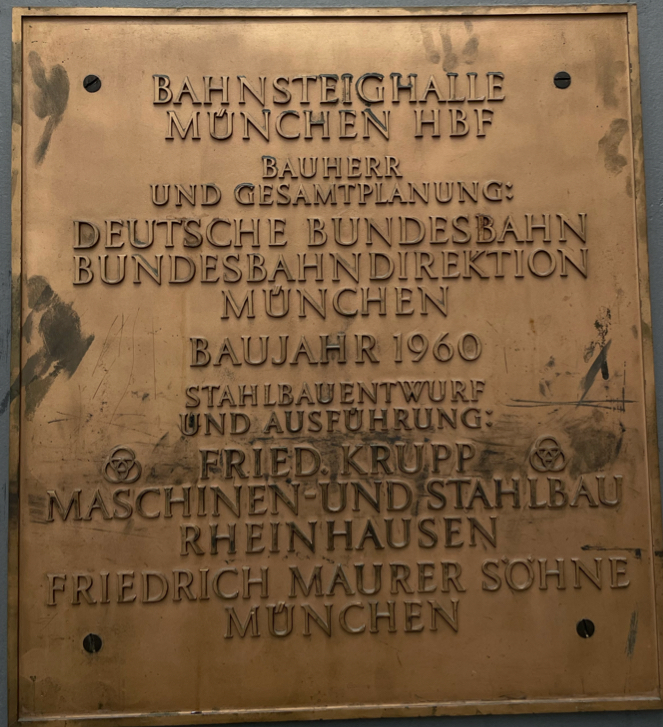 BAHNSTEIGHALLE
MÜNCHEN HBF
BAUHERR
UND GESAMTPLANUNG:
DEUTSCHE BUNDESBAHN
BUNDESBAHNDIREKTION
MÜNCHEN
BAUJAHR 1960
STAHLBAUENTWURF
UND AUSFÜHRUNG:
FRIED. KRUPP
MASCHINEN-UND STAHLBAU
RHEINHAUSEN
FRIEDRICH MAURER SÖHNE
MÜNCHEN